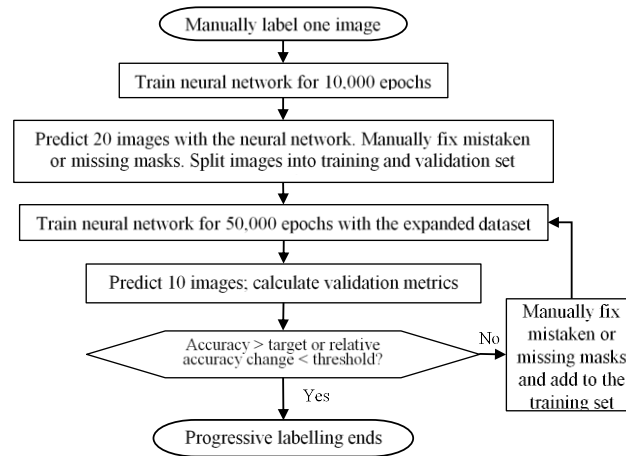 Manually label one image
Train neural network for 10,000 epochs
Predict 20 images with the neural network. Manually fix mistaken
or missing masks. Split images into training and validation set
Train neural network for 50,000 epochs with the expanded dataset
Predict 10 images; calculate validation metrics
Accuracy > target or relative
accuracy change < threshold?
No
Manually fix
mistaken or
missing masks
and add to the
training set
Yes
Progressive labelling ends